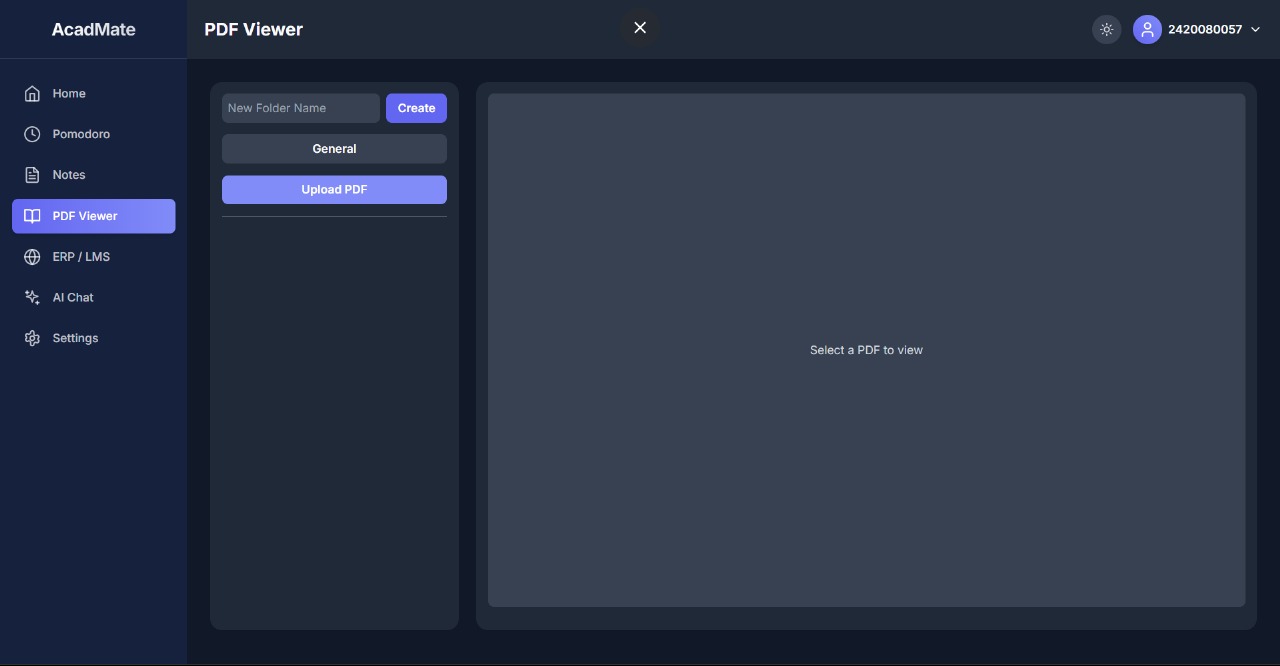 AcadMate
PDF Viewer
2420080057
Home
Pomodoro
Notes
PDF Viewer
ERP / LMS
AI Chat
Settings
New Folder Name
Create
General
Upload PDF
Select a PDF to view